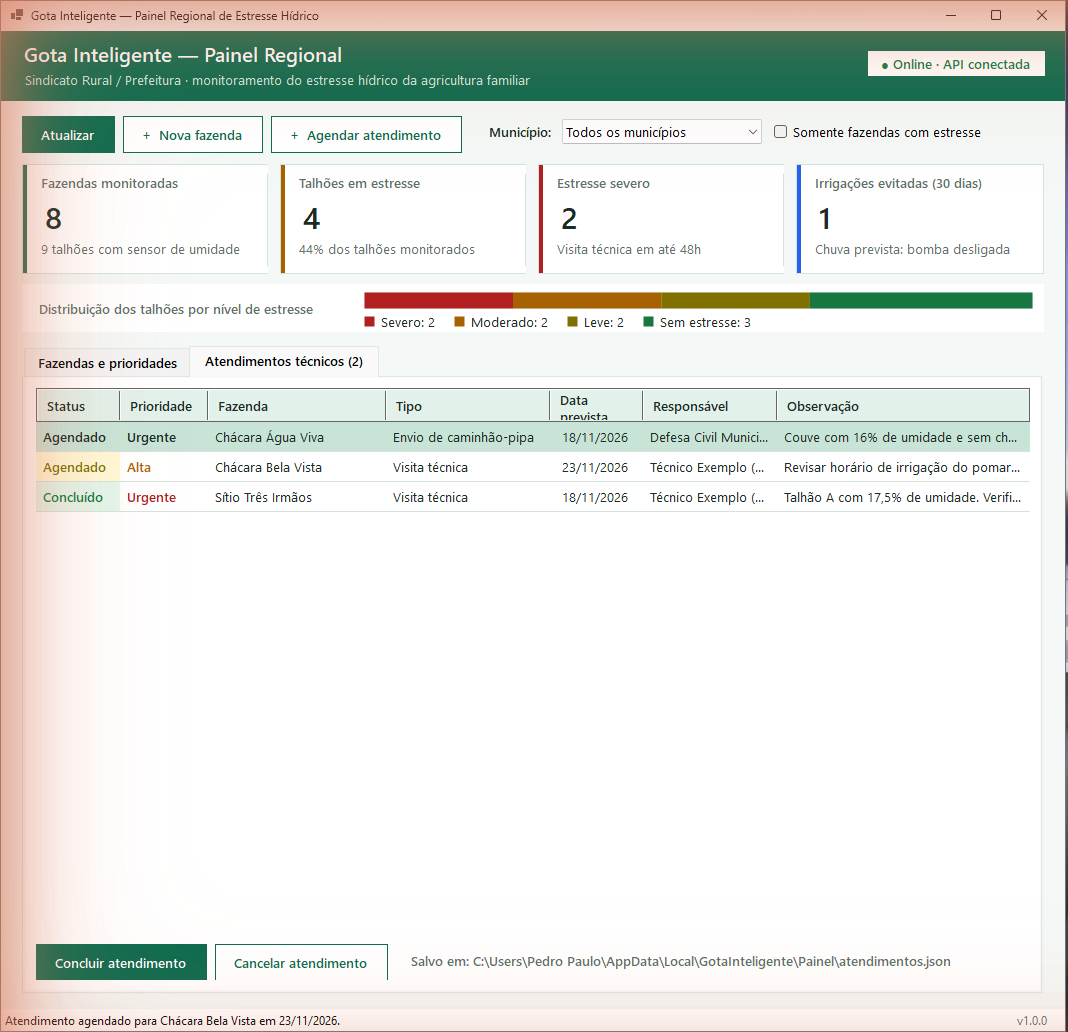 Gota Inteligente — Painel Regional de Estresse Hídrico
Gota Inteligente — Painel Regional
Sindicato Rural / Prefeitura · monitoramento do estresse hídrico da agricultura familiar
● Online · API conectada
Atualizar
+ Nova fazenda
+ Agendar atendimento
Município:
Todos os municípios
Somente fazendas com estresse
Fazendas monitoradas
8
9 talhões com sensor de umidade
Talhões em estresse
4
44% dos talhões monitorados
Estresse severo
2
Visita técnica em até 48h
Irrigações evitadas (30 dias)
1
Chuva prevista: bomba desligada
Distribuição dos talhões por nível de estresse
Severo: 2 Moderado: 2 Leve: 2 Sem estresse: 3
Fazendas e prioridades
Atendimentos técnicos (2)
Status Prioridade Fazenda Tipo Data prevista Responsável Observação
Agendado Urgente Chácara Água Viva Envio de caminhão-pipa 18/11/2026 Defesa Civil Munici... Couve com 16% de umidade e sem ch...
Agendado Alta Chácara Bela Vista Visita técnica 23/11/2026 Técnico Exemplo (... Revisar horário de irrigação do pomar...
Concluído Urgente Sítio Três Irmãos Visita técnica 18/11/2026 Técnico Exemplo (... Talhão A com 17,5% de umidade. Verifi...
Concluir atendimento
Cancelar atendimento
Salvo em: C:\Users\Pedro Paulo\AppData\Local\GotaInteligente\Painel\atendimentos.json
Atendimento agendado para Chácara Bela Vista em 23/11/2026.
v1.0.0